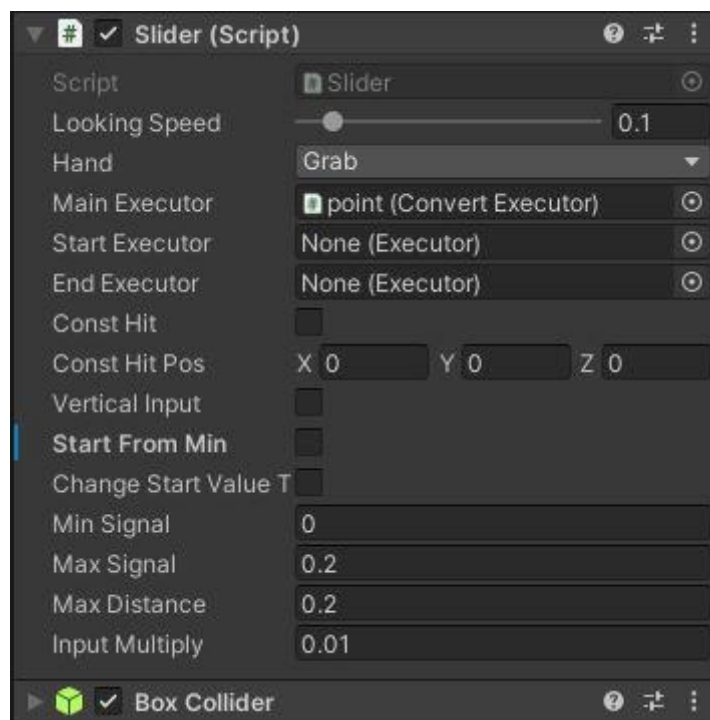 # Slider (Script)
Script # Slider
Looking Speed 0.1
Hand Grab
Main Executor # point (Convert Executor)
Start Executor None (Executor)
End Executor None (Executor)
Const Hit
Const Hit Pos X 0 Y 0 Z 0
Vertical Input
Start From Min
Change Start Value T
Min Signal 0
Max Signal 0.2
Max Distance 0.2
Input Multiply 0.01
Box Collider